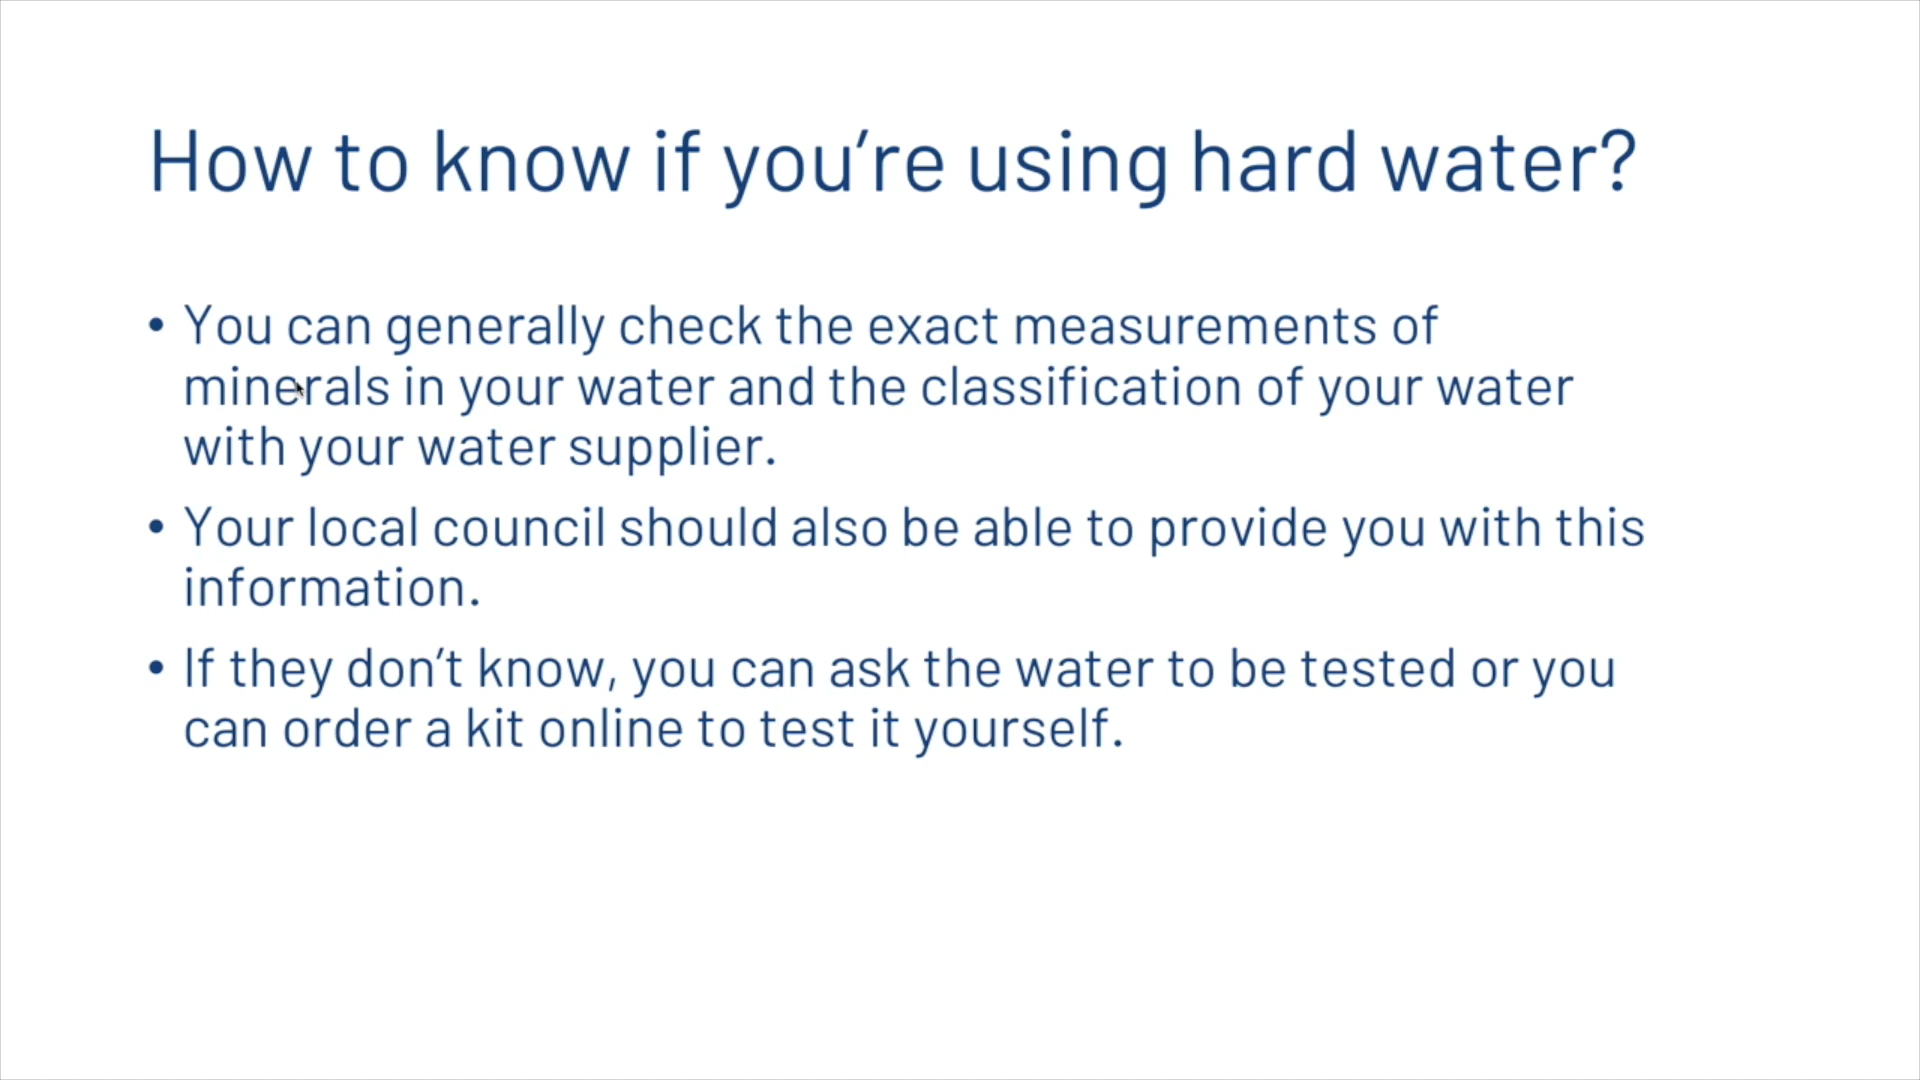 How to know if you’re using hard water?
• You can generally check the exact measurements of
minerals in your water and the classification of your water
with your water supplier.
• Your local council should also be able to provide you with this
information.
• If they don’t know, you can ask the water to be tested or you
can order a kit online to test it yourself.